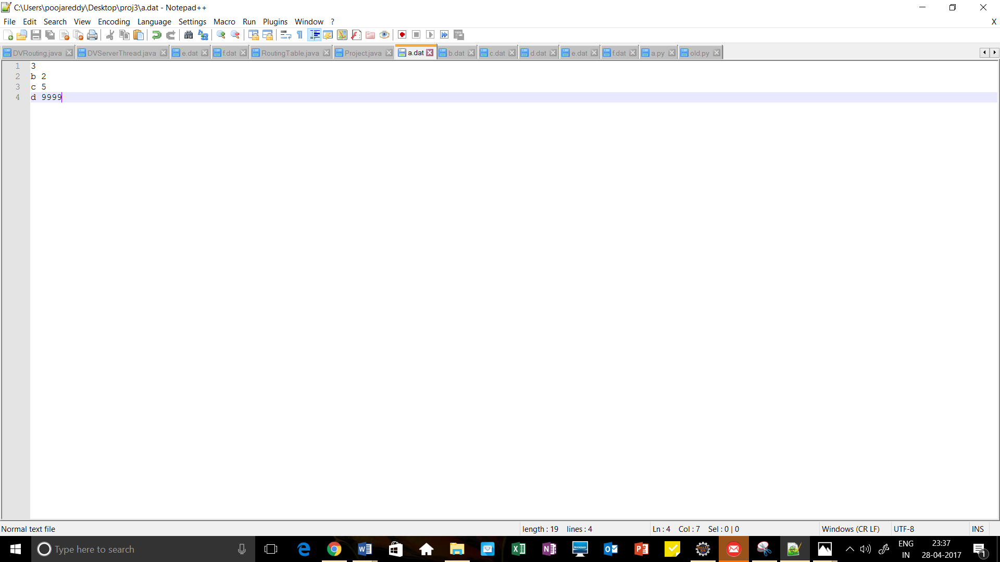 C:\Users\poojareddy\Desktop\proj3\a.dat - Notepad++
File Edit Search View Encoding Language Settings Macro Run Plugins Window ? X
DVRouting.java DVServerThread.java e.dat f.dat RoutingTable.java Project.java a.dat b.dat c.dat d.dat e.dat f.dat a.py old.py
1 3
2 b 2
3 c 5
4 d 9999
Normal text file length : 19 lines : 4 Ln : 4 Col : 7 Sel : 0 | 0 Windows (CR LF) UTF-8 INS
Type here to search
ENG
IN
23:37
28-04-2017
1